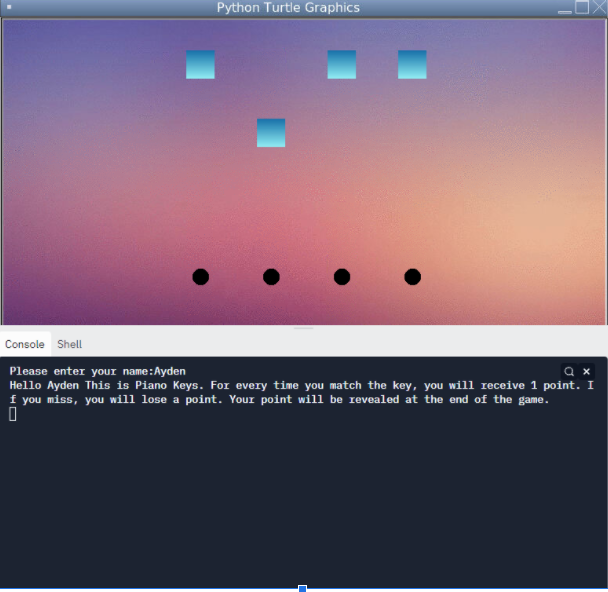 Python Turtle Graphics
Console Shell
Please enter your name:Ayden
Hello Ayden This is Piano Keys. For every time you match the key, you will receive 1 point. I
f you miss, you will lose a point. Your point will be revealed at the end of the game.